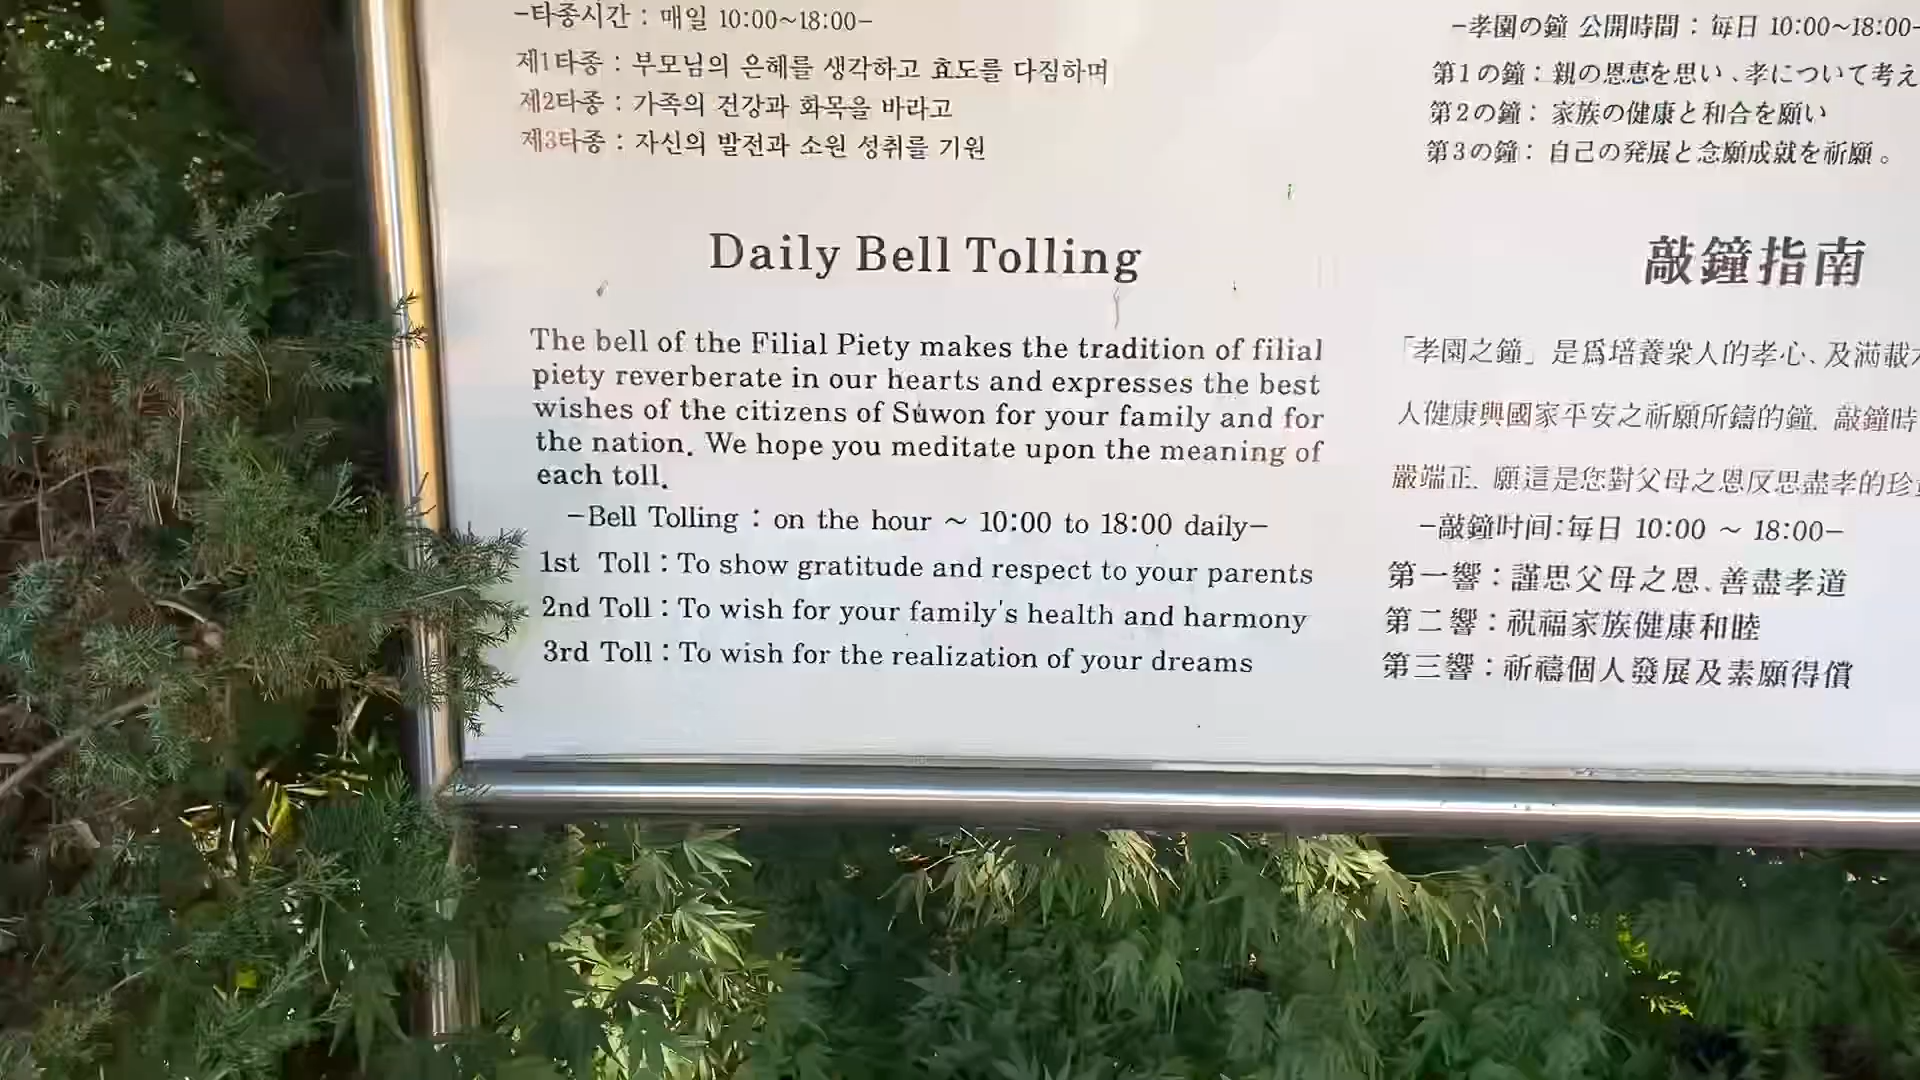 -타종시간 : 매일 10:00~18:00-
제1타종 : 부모님의 은혜를 생각하고 효도를 다짐하며
제2타종 : 가족의 건강과 화목을 바라고
제3타종 : 자신의 발전과 소원 성취를 기원
-孝園の鐘 公開時間 : 毎日 10:00~18:00-
第1の鐘 : 親の恩恵を思い、孝について考え
第2の鐘 : 家族の健康と和合を願い
第3の鐘 : 自己の発展と念願成就を祈願。
Daily Bell Tolling
The bell of the Filial Piety makes the tradition of filial
piety reverberate in our hearts and expresses the best
wishes of the citizens of Suwon for your family and for
the nation. We hope you meditate upon the meaning of
each toll.
-Bell Tolling : on the hour ~ 10:00 to 18:00 daily-
1st Toll : To show gratitude and respect to your parents
2nd Toll : To wish for your family's health and harmony
3rd Toll : To wish for the realization of your dreams
敲鐘指南
「孝園之鐘」是爲培養衆人的孝心、及满載
人健康興國家平安之祈願所鑄的鐘. 敲鐘時
嚴端正. 願這是您對父母之恩反思盡孝的珍
-敲鐘时间:每日 10:00 ~ 18:00-
第一響 : 謹思父母之恩、善盡孝道
第二響 : 祝福家族健康和睦
第三響 : 祈禱個人發展及素願得償